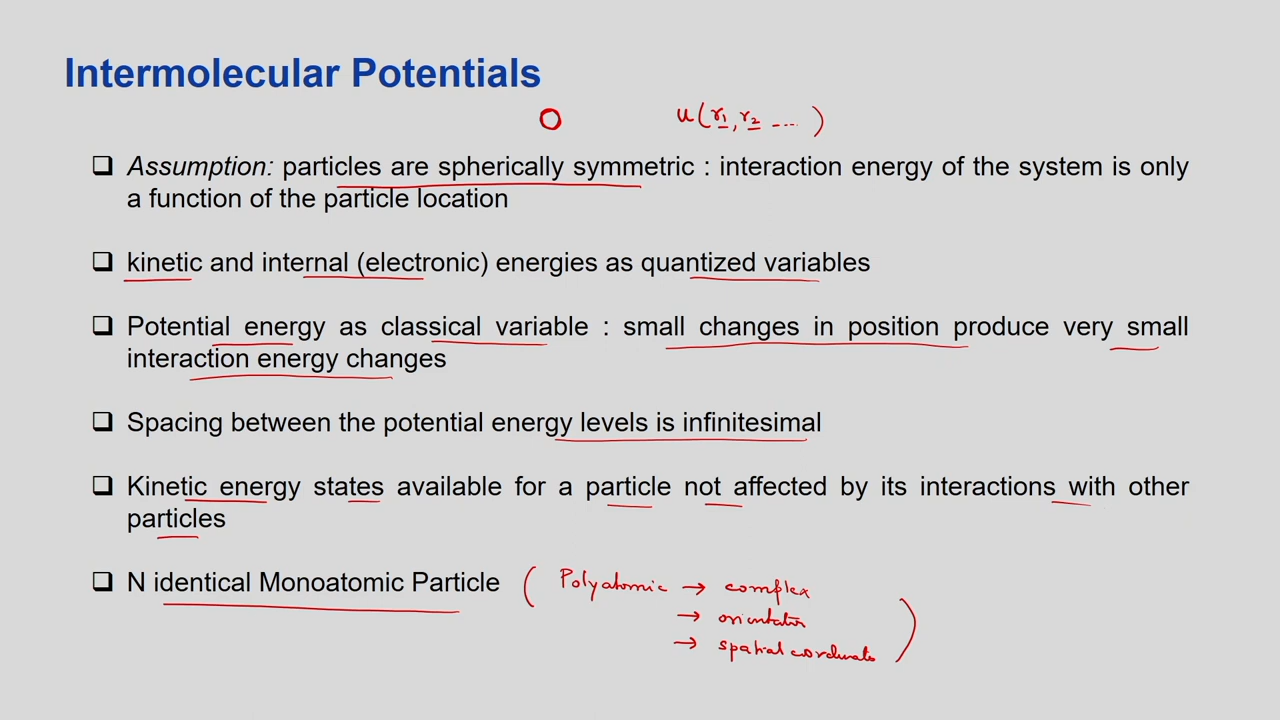 Intermolecular Potentials
u(r1, r2 ....)
❑ Assumption: particles are spherically symmetric : interaction energy of the system is only
a function of the particle location
❑ kinetic and internal (electronic) energies as quantized variables
❑ Potential energy as classical variable : small changes in position produce very small
interaction energy changes
❑ Spacing between the potential energy levels is infinitesimal
❑ Kinetic energy states available for a particle not affected by its interactions with other
particles
❑ N identical Monoatomic Particle ( Polyatomic → complex
→ orientation
→ spatial coordinates )